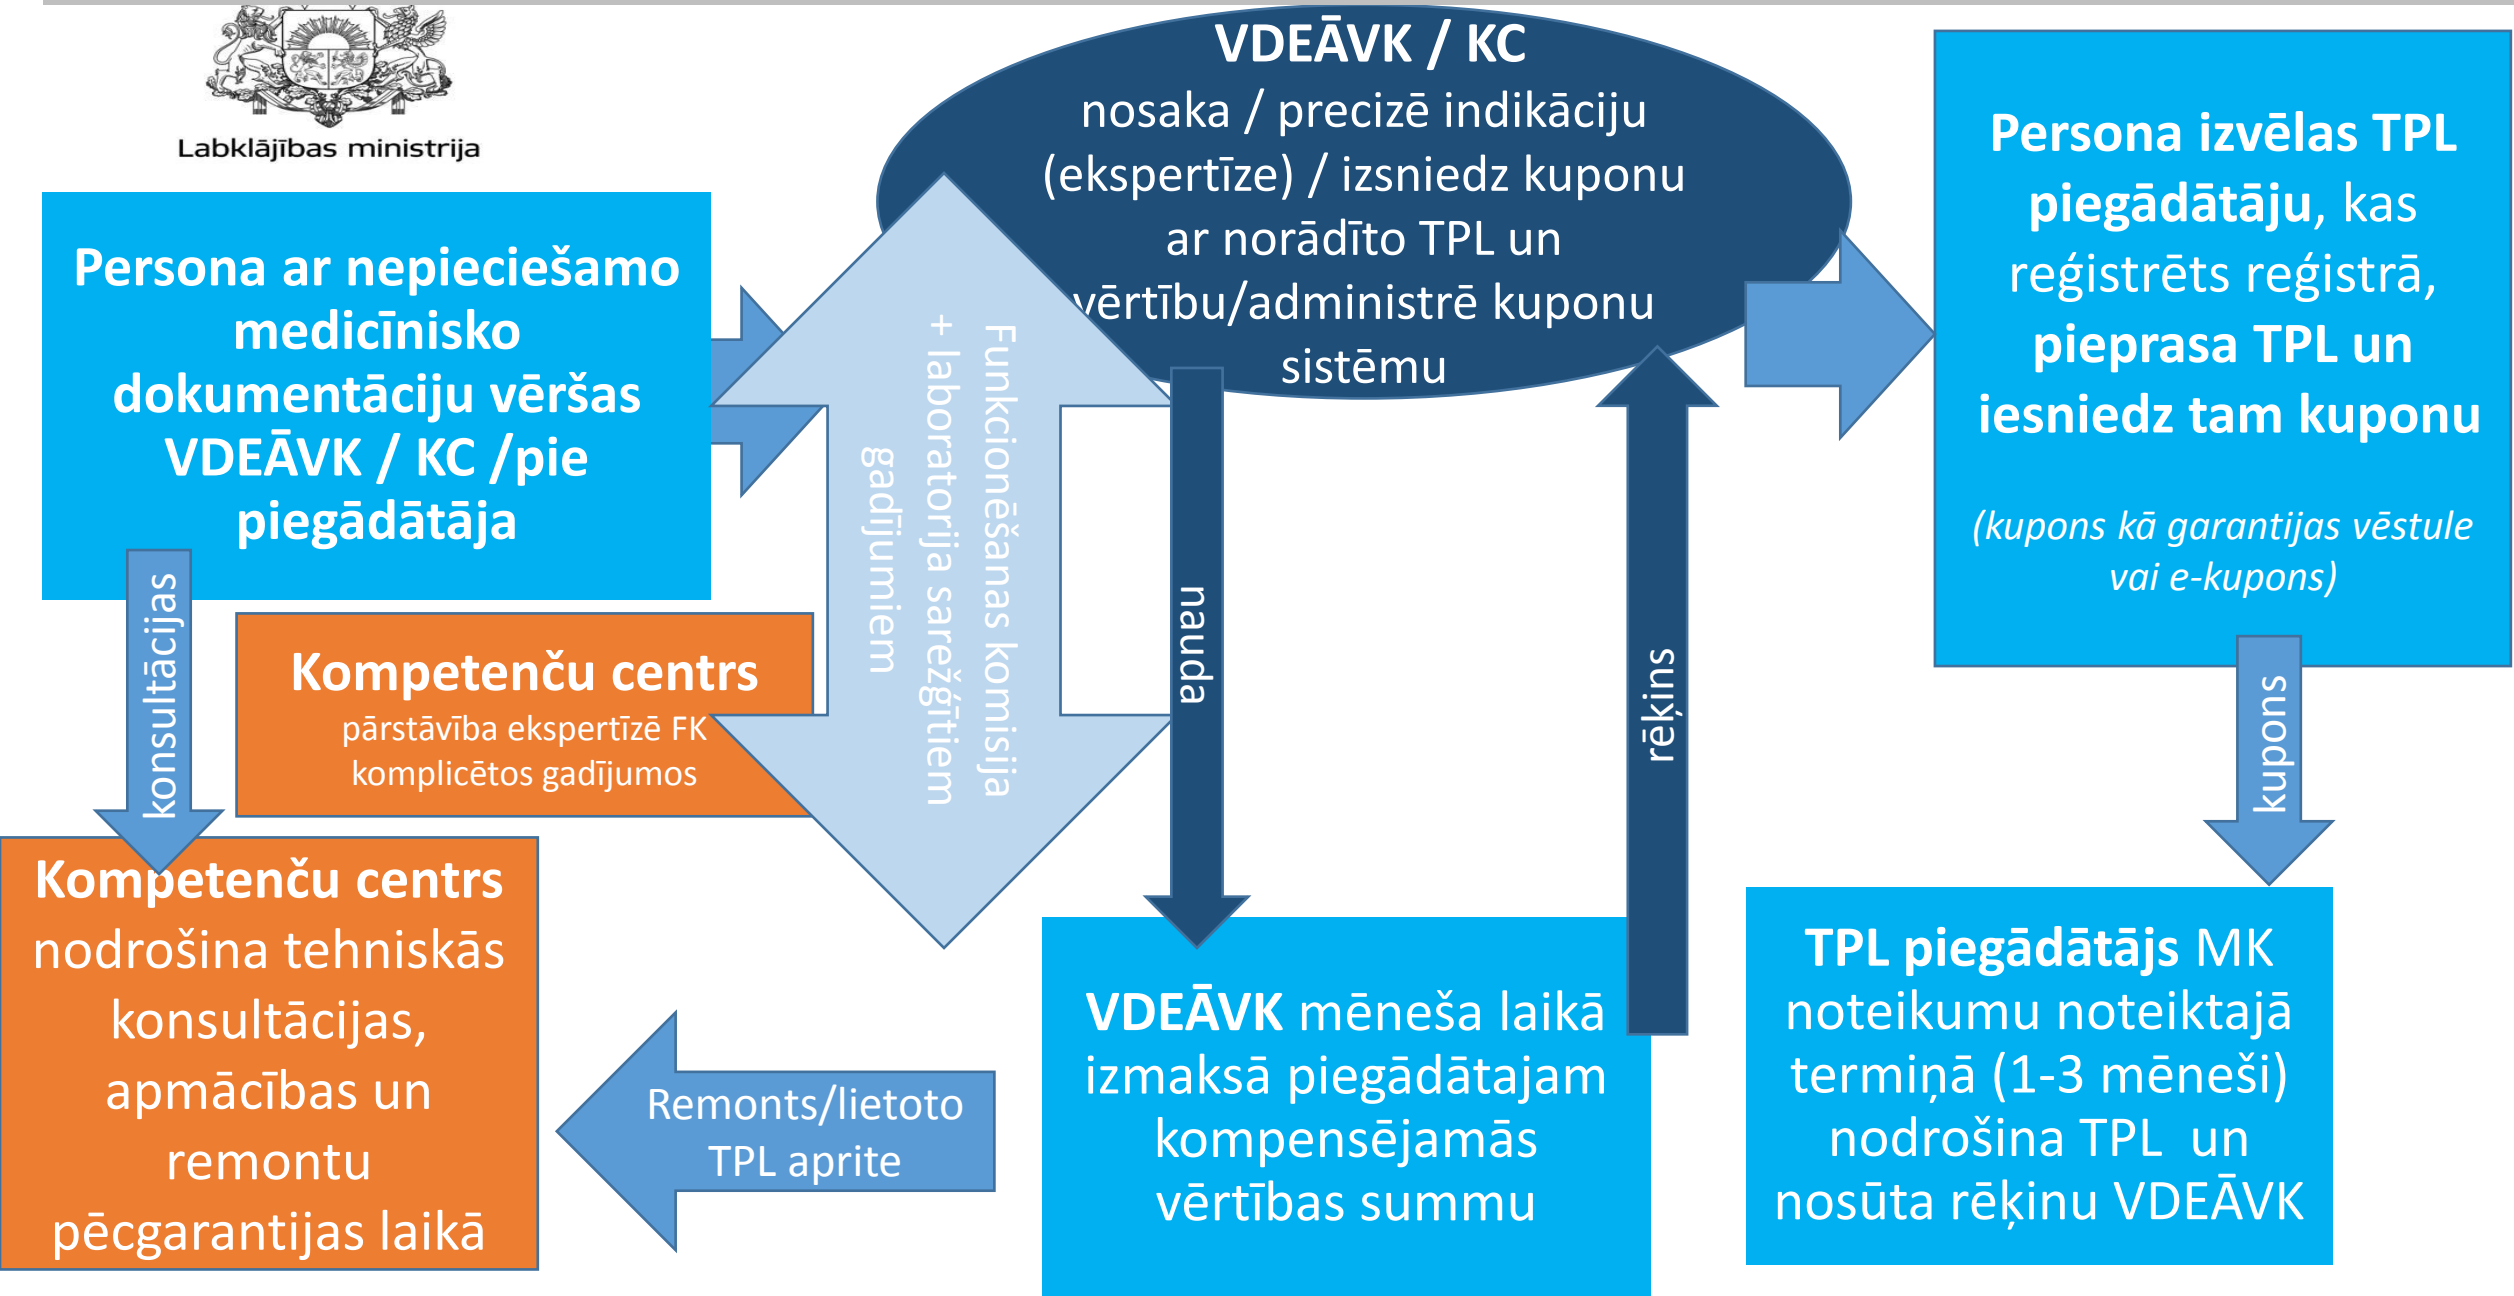 Labklājības ministrija
VDEĀVK / KC
nosaka / precizē indikāciju
(ekspertīze) / izsniedz kuponu
ar norādīto TPL un
vērtību/administrē kuponu
sistēmu
Persona ar nepieciešamo
medicīnisko
dokumentāciju vēršas
VDEĀVK / KC /pie
piegādātāja
Persona izvēlas TPL
piegādātāju, kas
reģistrēts reģistrā,
pieprasa TPL un
iesniedz tam kuponu
(kupons kā garantijas vēstule
vai e-kupons)
Funkcionēšanas komisija
+ laboratorija sarežģītiem
gadījumiem
konsultācijas
Kompetenču centrs
pārstāvība ekspertīzē FK
komplicētos gadījumos
nauda
rēķins
kupons
Kompetenču centrs
nodrošina tehniskās
konsultācijas,
apmācības un
remontu
pēcgarantijas laikā
Remonts/lietoto
TPL aprite
VDEĀVK mēneša laikā
izmaksā piegādātajam
kompensējamās
vērtības summu
TPL piegādātājs MK
noteikumu noteiktajā
termiņā (1-3 mēneši)
nodrošina TPL  un
nosūta rēķinu VDEĀVK